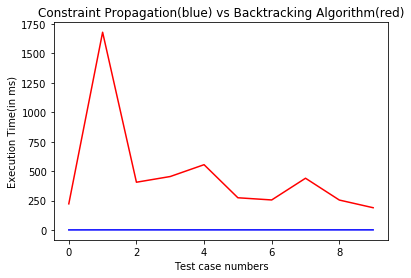 Constraint Propagation(blue) vs Backtracking Algorithm(red)
Execution Time(in ms)
1750
1500
1250
1000
750
500
250
0
0 2 4 6 8
Test case numbers